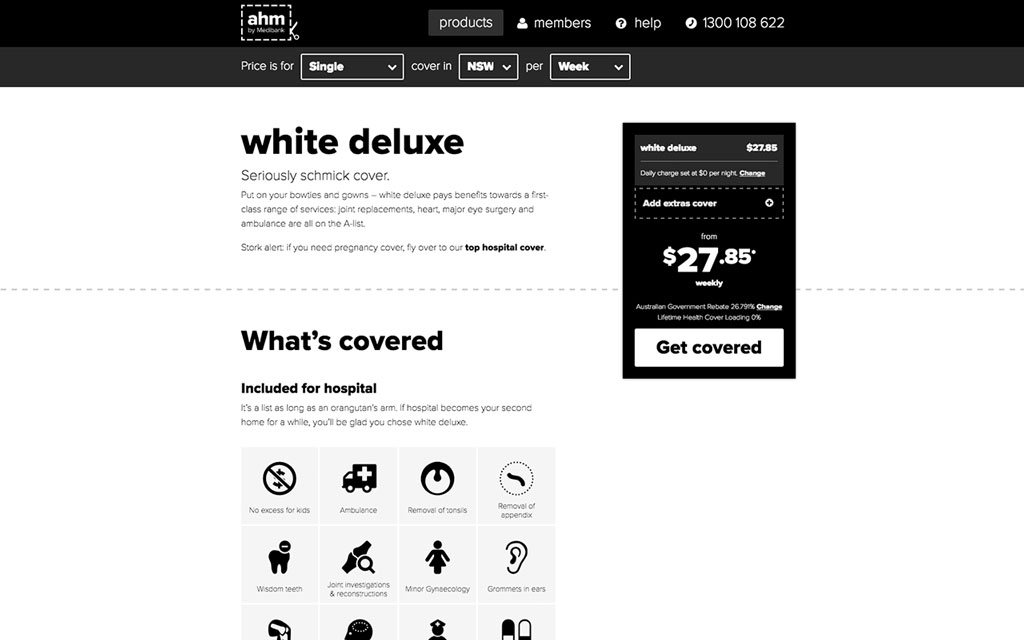 ahm
by Medibank
products
members
help
1300 108 622
Price is for Single cover in NSW per Week
white deluxe
Seriously schmick cover.
Put on your bowties and gowns – white deluxe pays benefits towards a first-
class range of services: joint replacements, heart, major eye surgery and
ambulance are all on the A-list.
Stork alert: if you need pregnancy cover, fly over to our top hospital cover.
white deluxe $27.85
Daily charge set at $0 per night. Change
Add extras cover
from
$27.85*
weekly
Australian Government Rebate 26.791% Change
Lifetime Health Cover Loading 0%
Get covered
What's covered
Included for hospital
It's a list as long as an orangutan's arm. If hospital becomes your second
home for a while, you'll be glad you chose white deluxe.
No excess for kids
Ambulance
Removal of tonsils
Removal of
appendix
Wisdom teeth
Joint investigations
& reconstructions
Minor Gynaecology
Grommets in ears